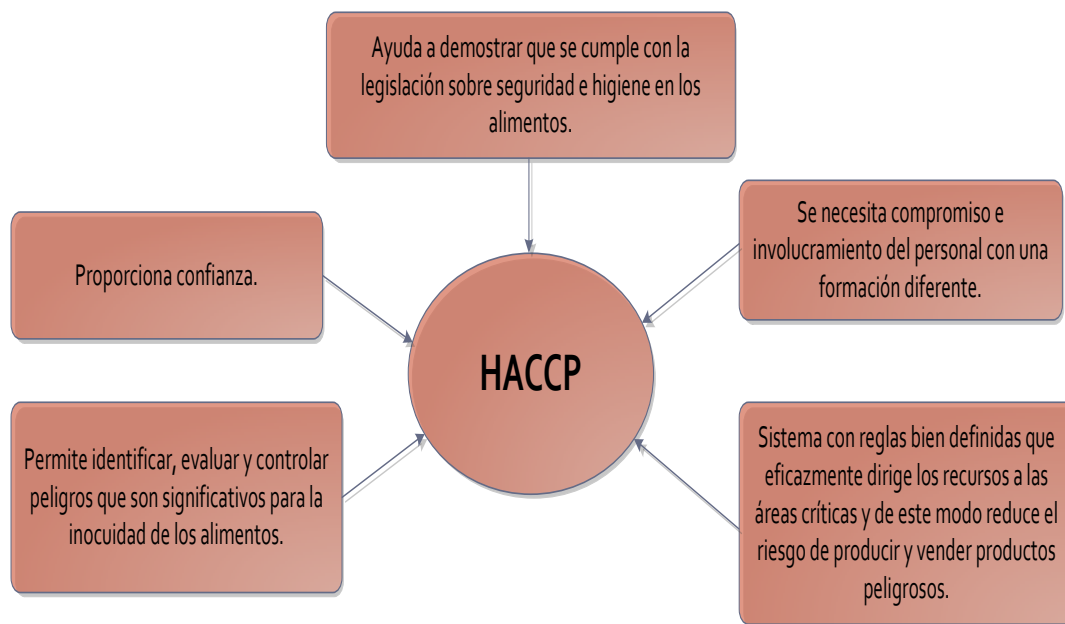 Ayuda a demostrar que se cumple con la
legislación sobre seguridad e higiene en los
alimentos.
Proporciona confianza.
Se necesita compromiso e
involucramiento del personal con una
formación diferente.
HACCP
Permite identificar, evaluar y controlar
peligros que son significativos para la
inocuidad de los alimentos.
Sistema con reglas bien definidas que
eficazmente dirige los recursos a las
áreas críticas y de este modo reduce el
riesgo de producir y vender productos
peligrosos.